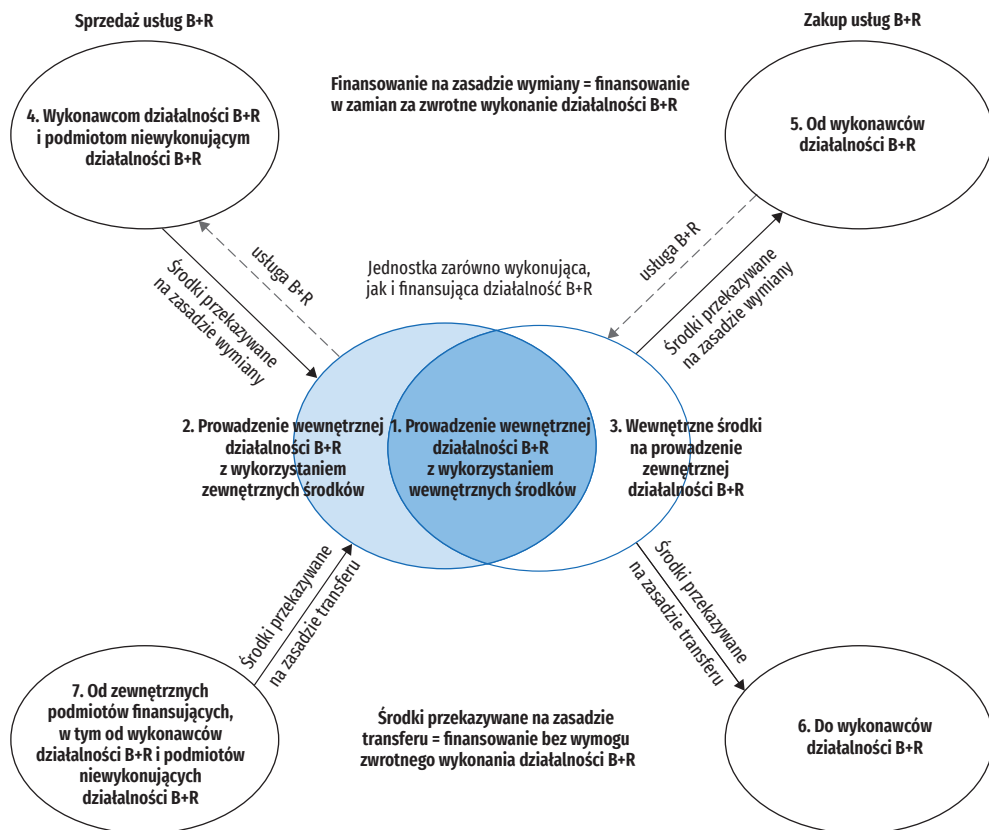 Sprzedaż usług B+R
Zakup usług B+R
4. Wykonawcom działalności B+R
i podmiotom niewykonującym
działalności B+R
Finansowanie na zasadzie wymiany = finansowanie
w zamian za zwrotne wykonanie działalności B+R
5. Od wykonawców
działalności B+R
usługa B+R
Środki przekazywane
na zasadzie wymiany
Jednostka zarówno wykonująca,
jak i finansująca działalność B+R
usługa B+R
Środki przekazywane
na zasadzie wymiany
2. Prowadzenie wewnętrznej
działalności B+R
z wykorzystaniem
zewnętrznych środków
1. Prowadzenie wewnętrznej
działalności B+R
z wykorzystaniem
wewnętrznych środków
3. Wewnętrzne środki
na prowadzenie
zewnętrznej
działalności B+R
Środki przekazywane
na zasadzie transferu
Środki przekazywane
na zasadzie transferu
7. Od zewnętrznych
podmiotów finansujących,
w tym od wykonawców
działalności B+R i podmiotów
niewykonujących
działalności B+R
Środki przekazywane na zasadzie
transferu = finansowanie bez wymogu
zwrotnego wykonania działalności B+R
6. Do wykonawców
działalności B+R